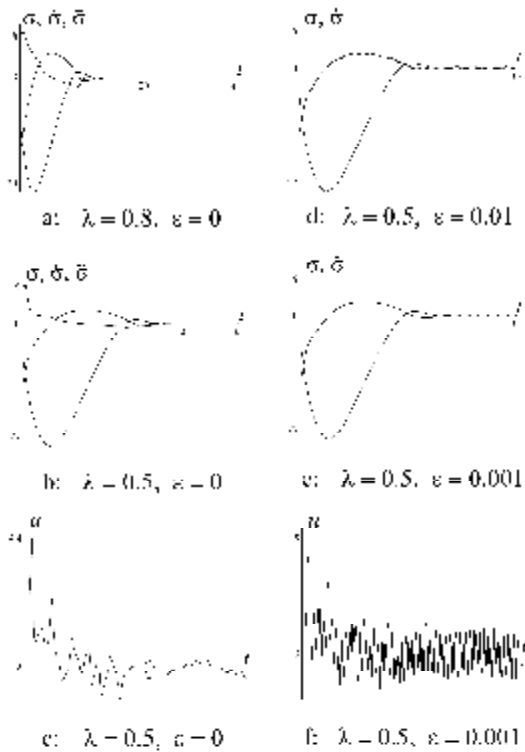 σ, σ̇, σ̈
σ, σ̇
t
a: λ = 0.8, ε = 0
d: λ = 0.5, ε = 0.01
σ, σ̇, σ̈
σ, σ̇
t
b: λ = 0.5, ε = 0
e: λ = 0.5, ε = 0.001
u
u
t
c: λ = 0.5, ε = 0
f: λ = 0.5, ε = 0.001